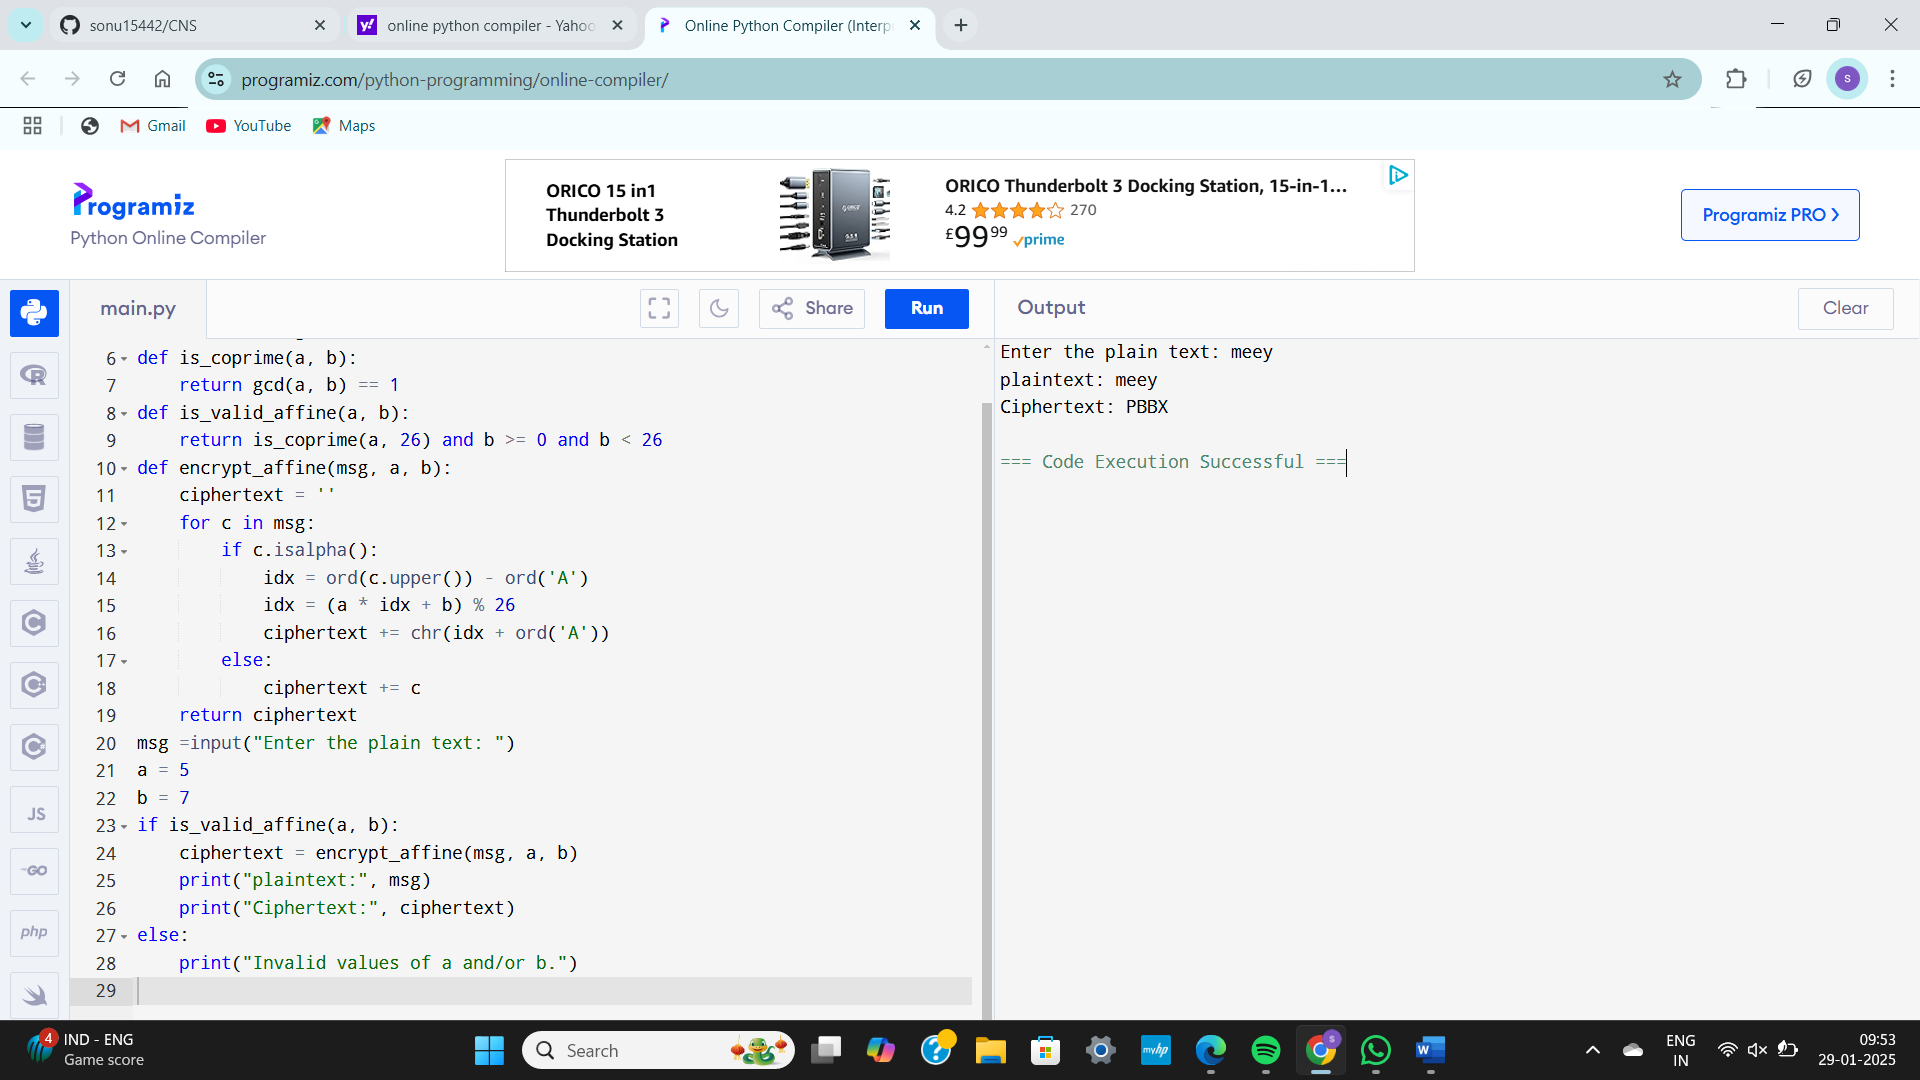 sonu15442/CNS
online python compiler - Yahoo
Online Python Compiler (Interp
programiz.com/python-programming/online-compiler/
S
Gmail
YouTube
Maps
Programiz
Python Online Compiler
ORICO 15 in1
Thunderbolt 3
Docking Station
ORICO Thunderbolt 3 Docking Station, 15-in-1...
4.2 270
£99 99 prime
Programiz PRO
main.py
Share
Run
Output
Clear
6 def is_coprime(a, b):
7 return gcd(a, b) == 1
8 def is_valid_affine(a, b):
9 return is_coprime(a, 26) and b >= 0 and b < 26
10 def encrypt_affine(msg, a, b):
11 ciphertext = ''
12 for c in msg:
13 if c.isalpha():
14 idx = ord(c.upper()) - ord('A')
15 idx = (a * idx + b) % 26
16 ciphertext += chr(idx + ord('A'))
17 else:
18 ciphertext += c
19 return ciphertext
20 msg =input("Enter the plain text: ")
21 a = 5
22 b = 7
23 if is_valid_affine(a, b):
24 ciphertext = encrypt_affine(msg, a, b)
25 print("plaintext:", msg)
26 print("Ciphertext:", ciphertext)
27 else:
28 print("Invalid values of a and/or b.")
29
Enter the plain text: meey
plaintext: meey
Ciphertext: PBBX
=== Code Execution Successful ===
JS
GO
php
4
IND - ENG
Game score
Search
myhp
S
W
ENG
IN
09:53
29-01-2025